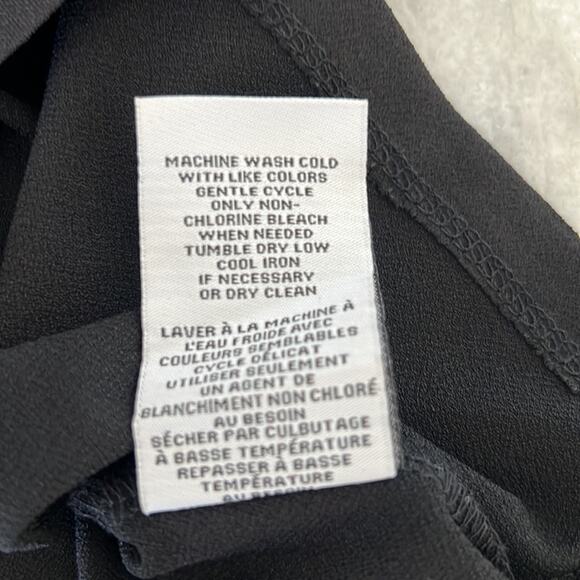 MACHINE WASH COLD
WITH LIKE COLORS
GENTLE CYCLE
ONLY NON-
CHLORINE BLEACH
WHEN NEEDED
TUMBLE DRY LOW
COOL IRON
IF NECESSARY
OR DRY CLEAN
LAVER À LA MACHINE À
L'EAU FROIDE AVEC
COULEURS SEMBLABLES
CYCLE DÉLICAT
UTILISER SEULEMENT
UN AGENT DE
BLANCHIMENT NON CHLORÉ
AU BESOIN
SÉCHER PAR CULBUTAGE
À BASSE TEMPÉRATURE
REPASSER À BASSE
TEMPÉRATURE
AU BESOIN